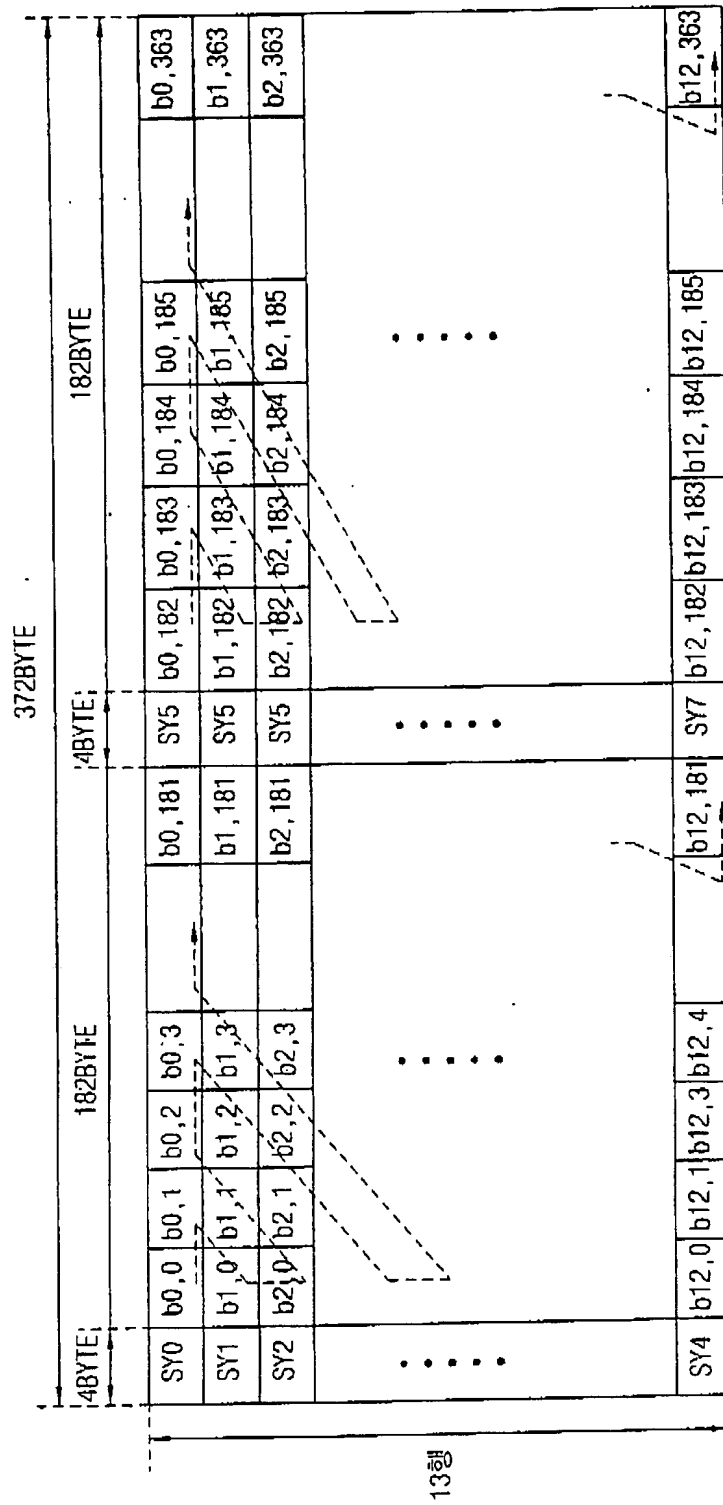 372BYTE
4BYTE 182BYTE 4BYTE 182BYTE
SY0 b0,0 b0,1 b0,2 b0,3 b0,181 SY5 b0,182 b0,183 b0,184 b0,185 b0,363
SY1 b1,0 b1,1 b1,2 b1,3 b1,181 SY5 b1,182 b1,183 b1,184 b1,185 b1,363
SY2 b2,0 b2,1 b2,2 b2,3 b2,181 SY5 b2,182 b2,183 b2,184 b2,185 b2,363
13행
SY4 b12,0 b12,1 b12,3 b12,4 b12,181 SY7 b12,182 b12,183 b12,184 b12,185 b12,363